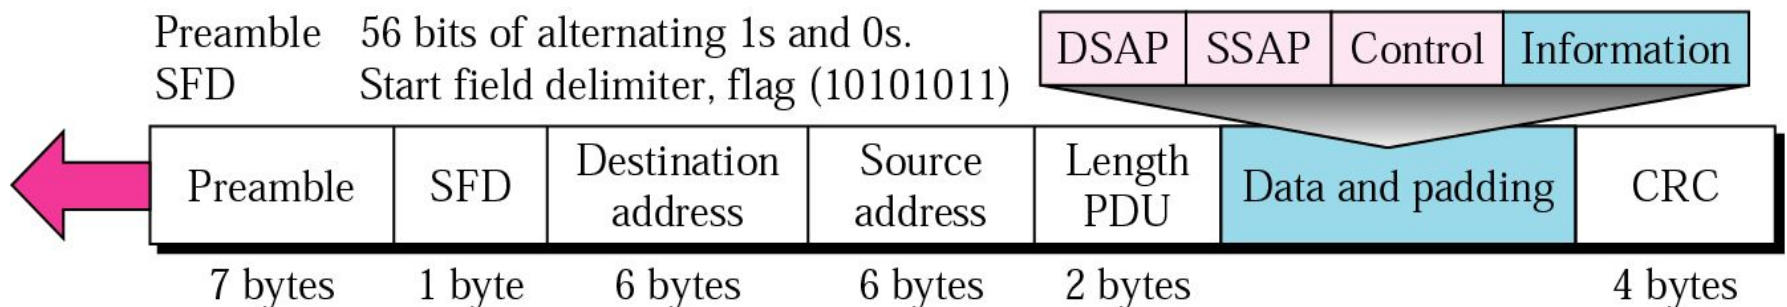 Preamble 56 bits of alternating 1s and 0s.
SFD Start field delimiter, flag (10101011)
DSAP SSAP Control Information
Preamble SFD Destination address Source address Length PDU Data and padding CRC
7 bytes 1 byte 6 bytes 6 bytes 2 bytes 4 bytes